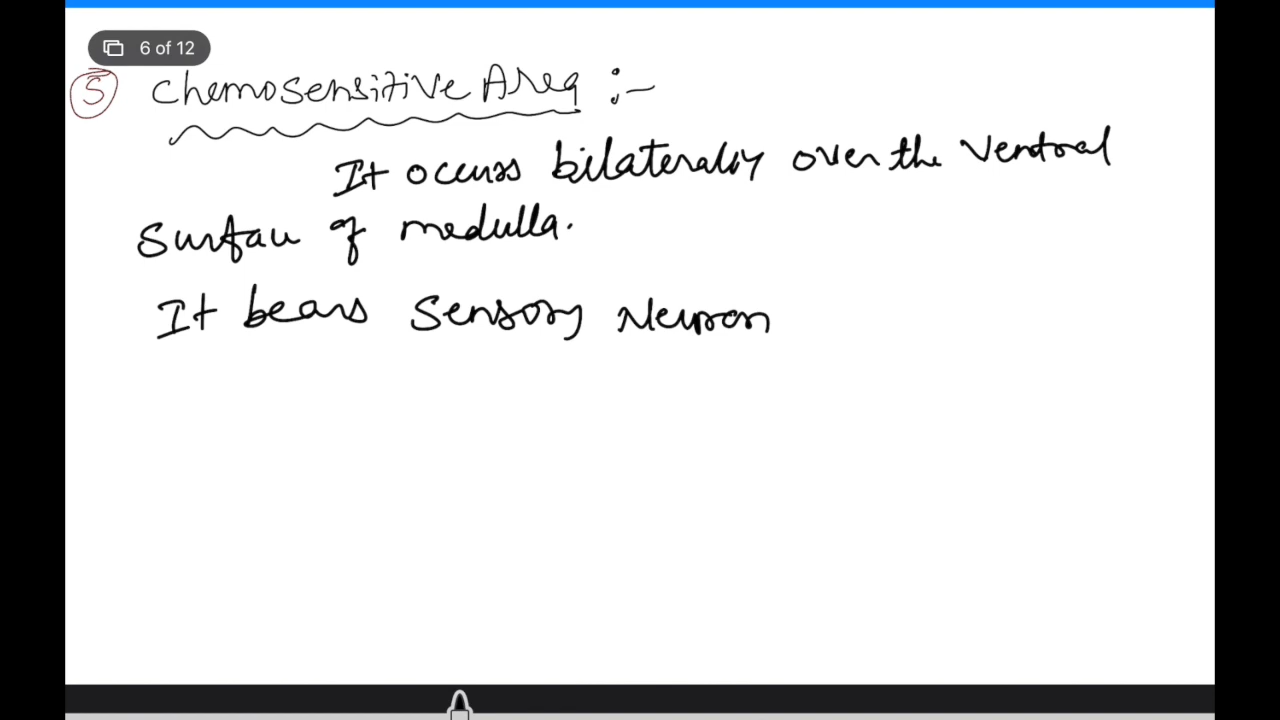 6 of 12
5 Chemosensitive Area :-
It occurs bilaterally over the ventral
surface of medulla.
It bears sensory Neuron